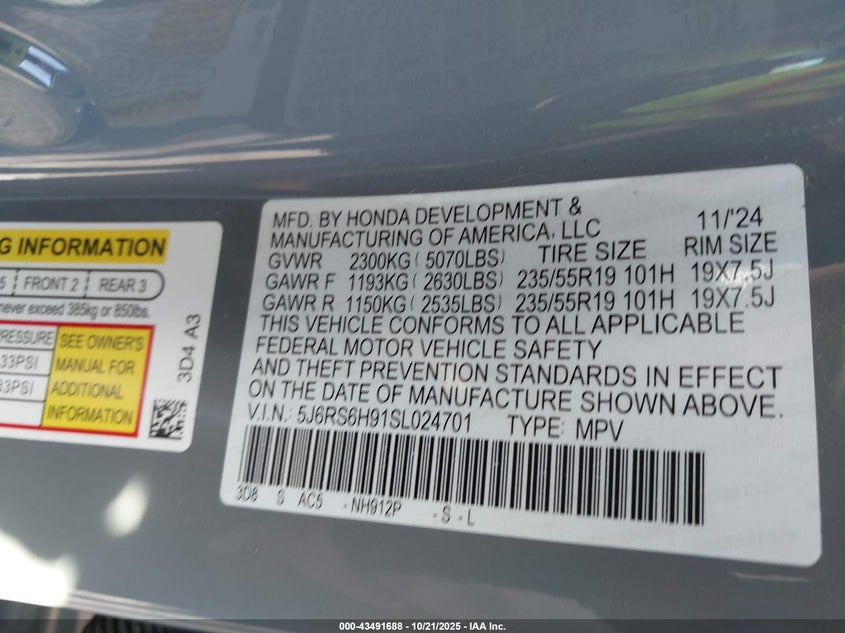 G INFORMATION
5 FRONT 2 REAR 3
never exceed 385kg or 850lbs.
PRESSURE SEE OWNER'S
33PSI MANUAL FOR
33PSI ADDITIONAL
INFORMATION
3D4 A3
MFD. BY HONDA DEVELOPMENT & 11/'24
MANUFACTURING OF AMERICA, LLC
GVWR 2300KG ( 5070LBS) TIRE SIZE RIM SIZE
GAWR F 1193KG ( 2630LBS) 235/55R19 101H 19X7.5J
GAWR R 1150KG ( 2535LBS) 235/55R19 101H 19X7.5J
THIS VEHICLE CONFORMS TO ALL APPLICABLE
FEDERAL MOTOR VEHICLE SAFETY
AND THEFT PREVENTION STANDARDS IN EFFECT
ON THE DATE OF MANUFACTURE SHOWN ABOVE.
V.I.N.: 5J6RS6H91SL024701 TYPE: MPV
3D8 S AC5 -NH912P -S-L
000-43491688 - 10/21/2025 - IAA Inc.